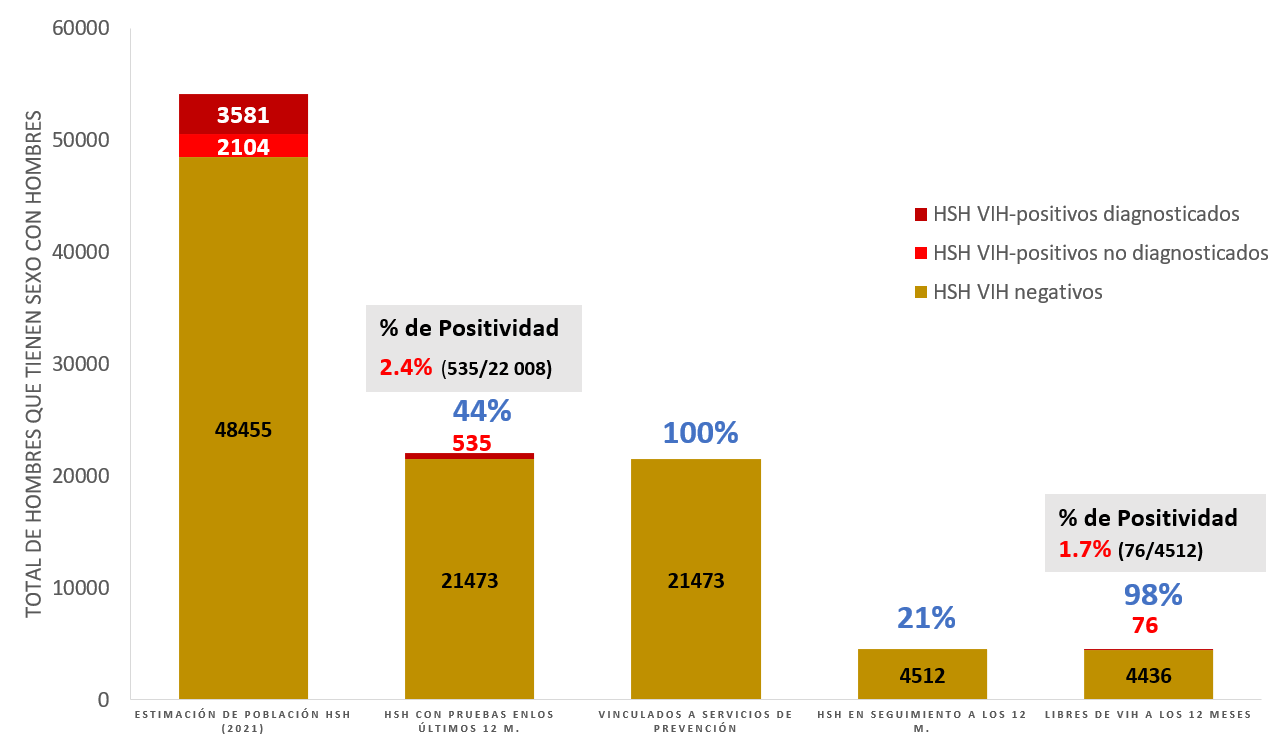 TOTAL DE HOMBRES QUE TIENEN SEXO CON HOMBRES
60000
50000
40000
30000
20000
10000
0
3581
2104
48455
% de Positividad
2.4% (535/22 008)
44%
535
21473
100%
21473
21%
4512
% de Positividad
1.7% (76/4512)
98%
76
4436
HSH VIH-positivos diagnosticados
HSH VIH-positivos no diagnosticados
HSH VIH negativos
ESTIMACIÓN DE POBLACIÓN HSH
(2021)
HSH CON PRUEBAS ENLOS
ÚLTIMOS 12 M.
VINCULADOS A SERVICIOS DE
PREVENCIÓN
HSH EN SEGUIMIENTO A LOS 12
M.
LIBRES DE VIH A LOS 12 MESES